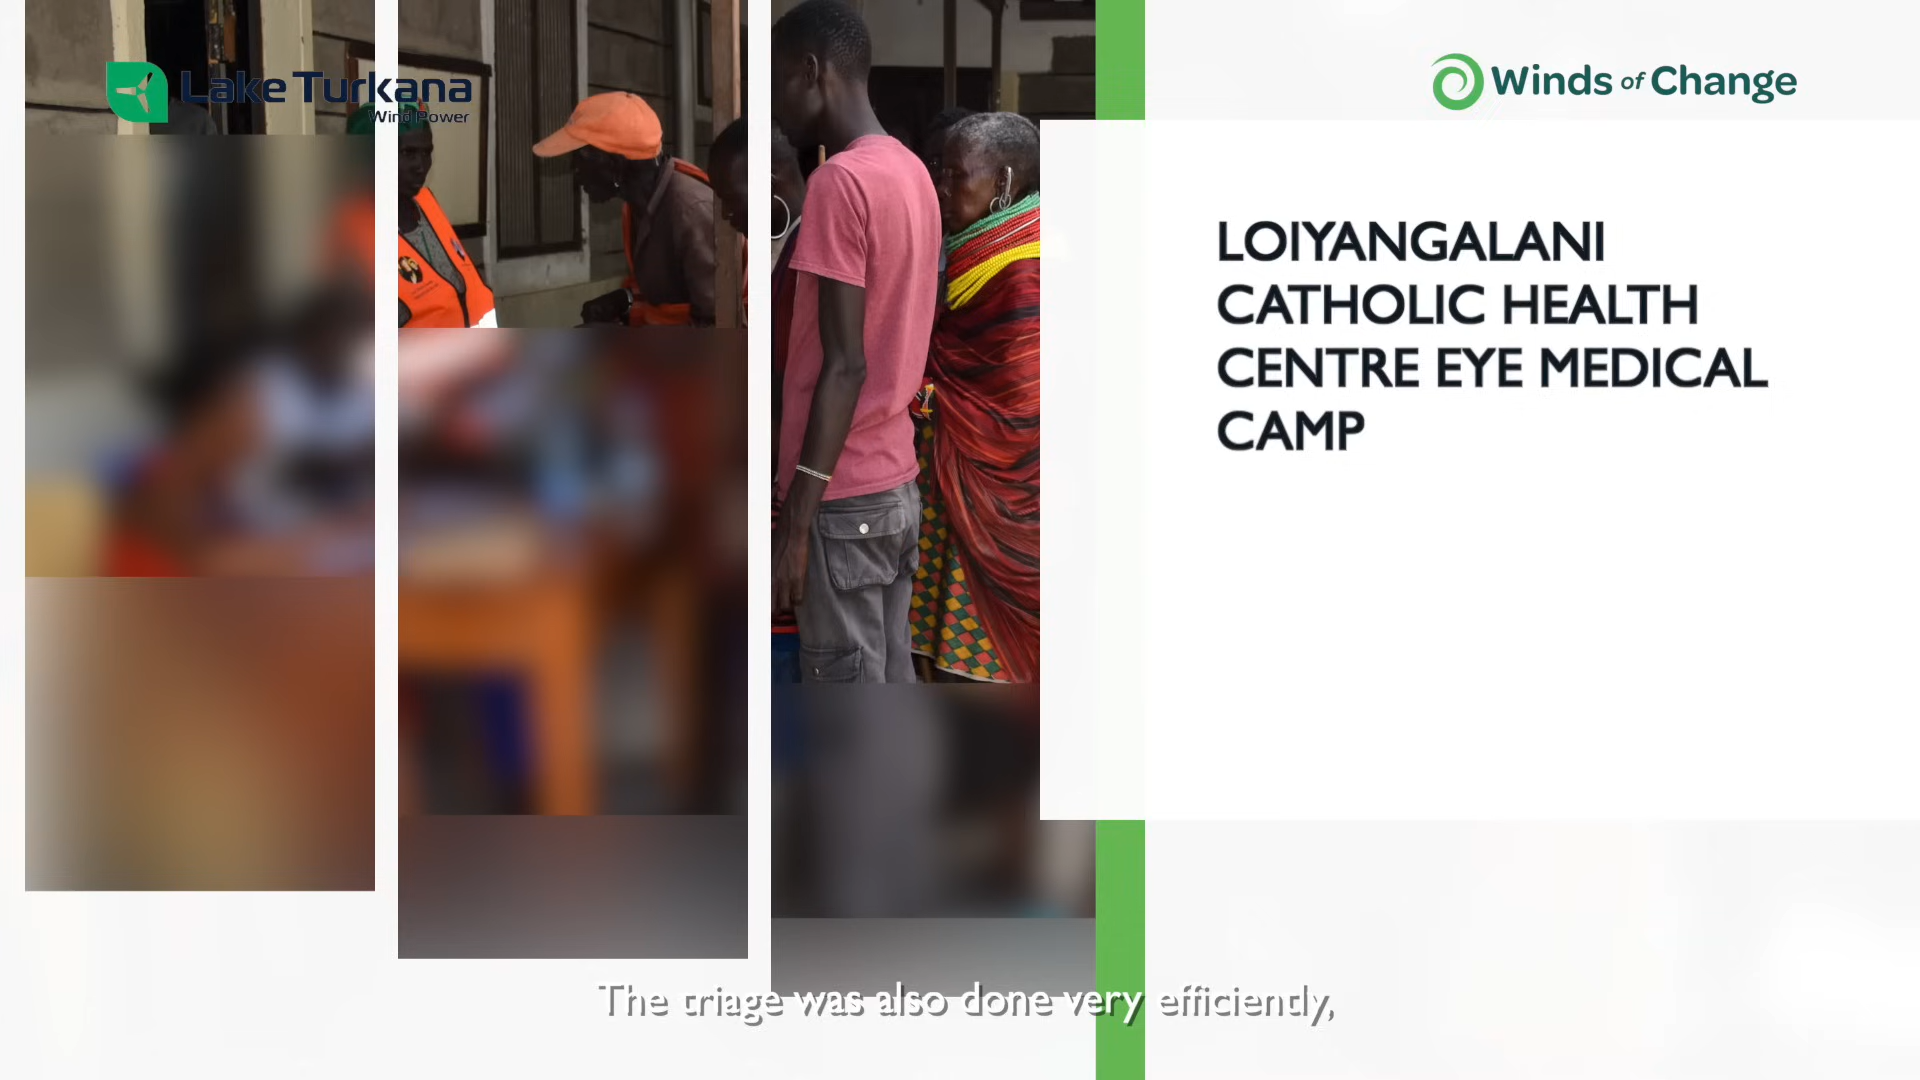 Lake Turkana
Wind Power
Winds of Change
LOIYANGALANI
CATHOLIC HEALTH
CENTRE EYE MEDICAL
CAMP
The triage was also done very efficiently,